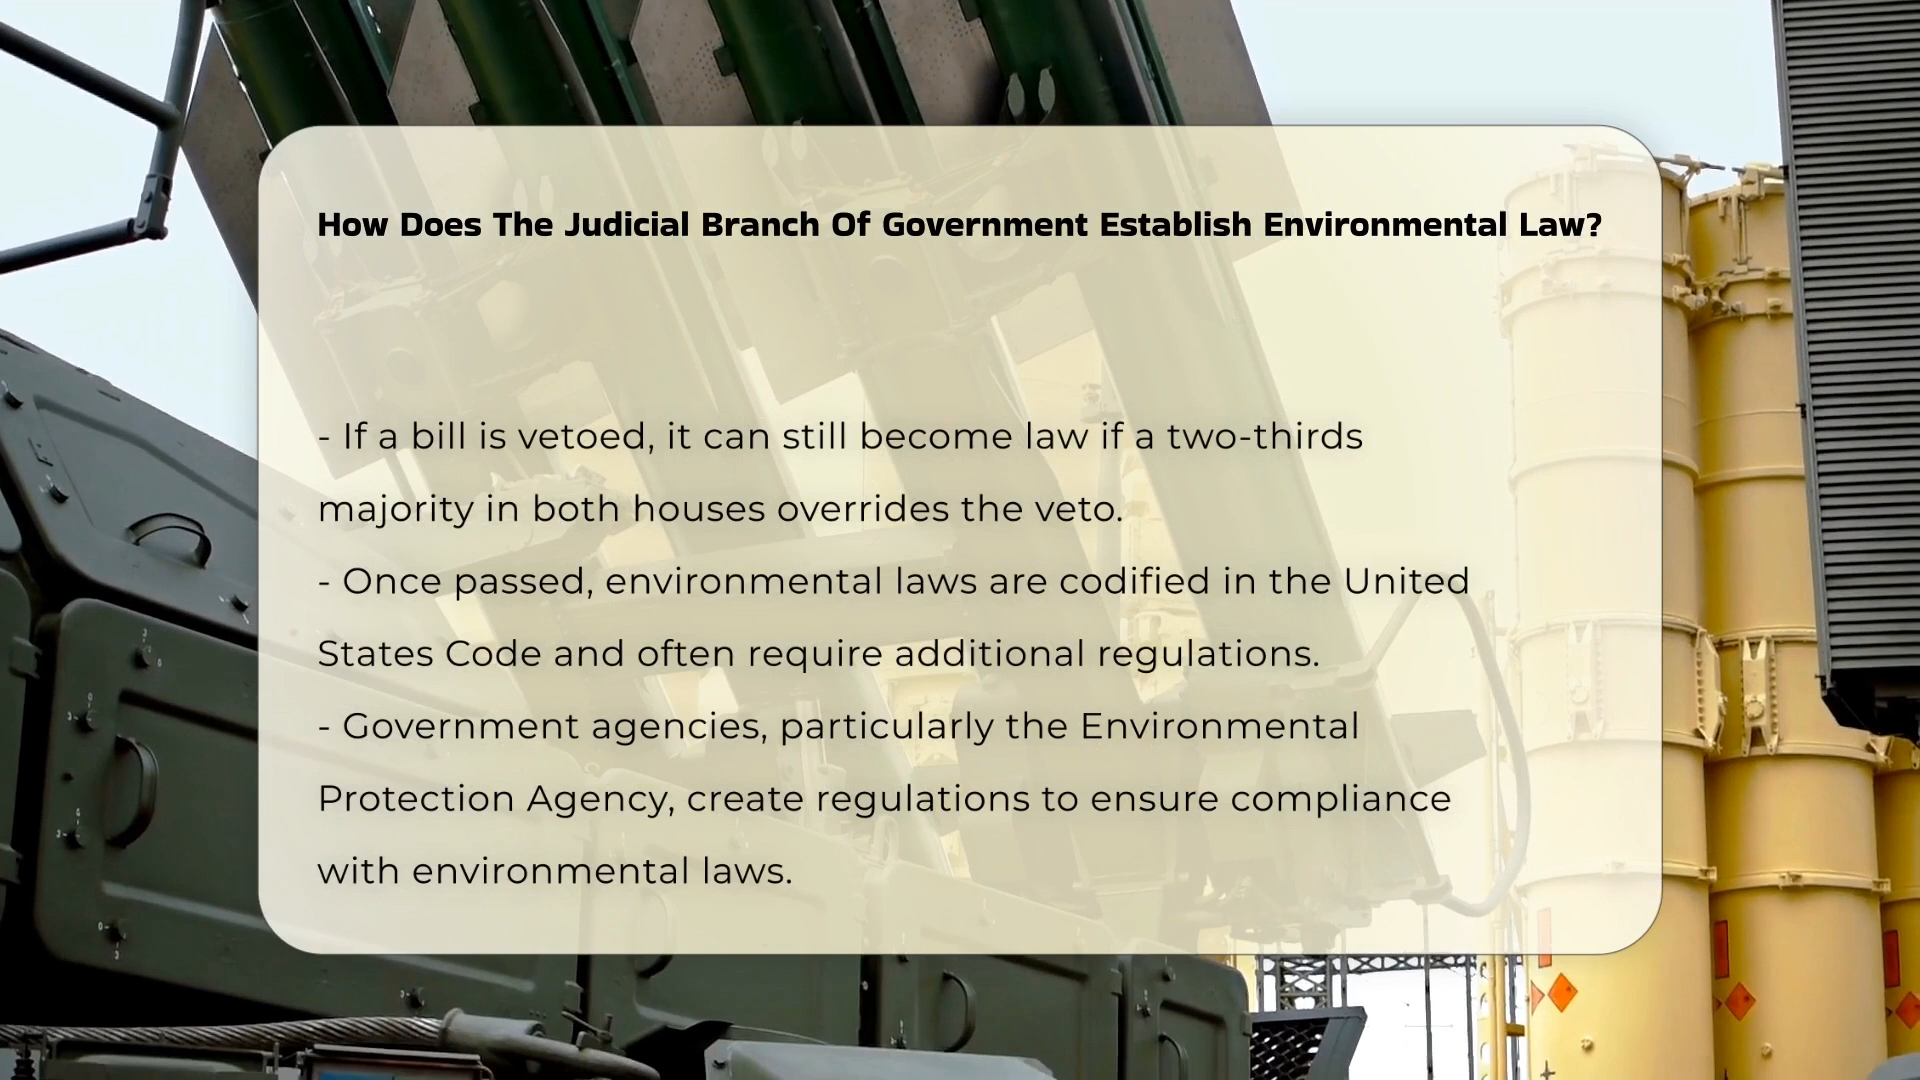 How Does The Judicial Branch Of Government Establish Environmental Law?
- If a bill is vetoed, it can still become law if a two-thirds
majority in both houses overrides the veto.
- Once passed, environmental laws are codified in the United
States Code and often require additional regulations.
- Government agencies, particularly the Environmental
Protection Agency, create regulations to ensure compliance
with environmental laws.